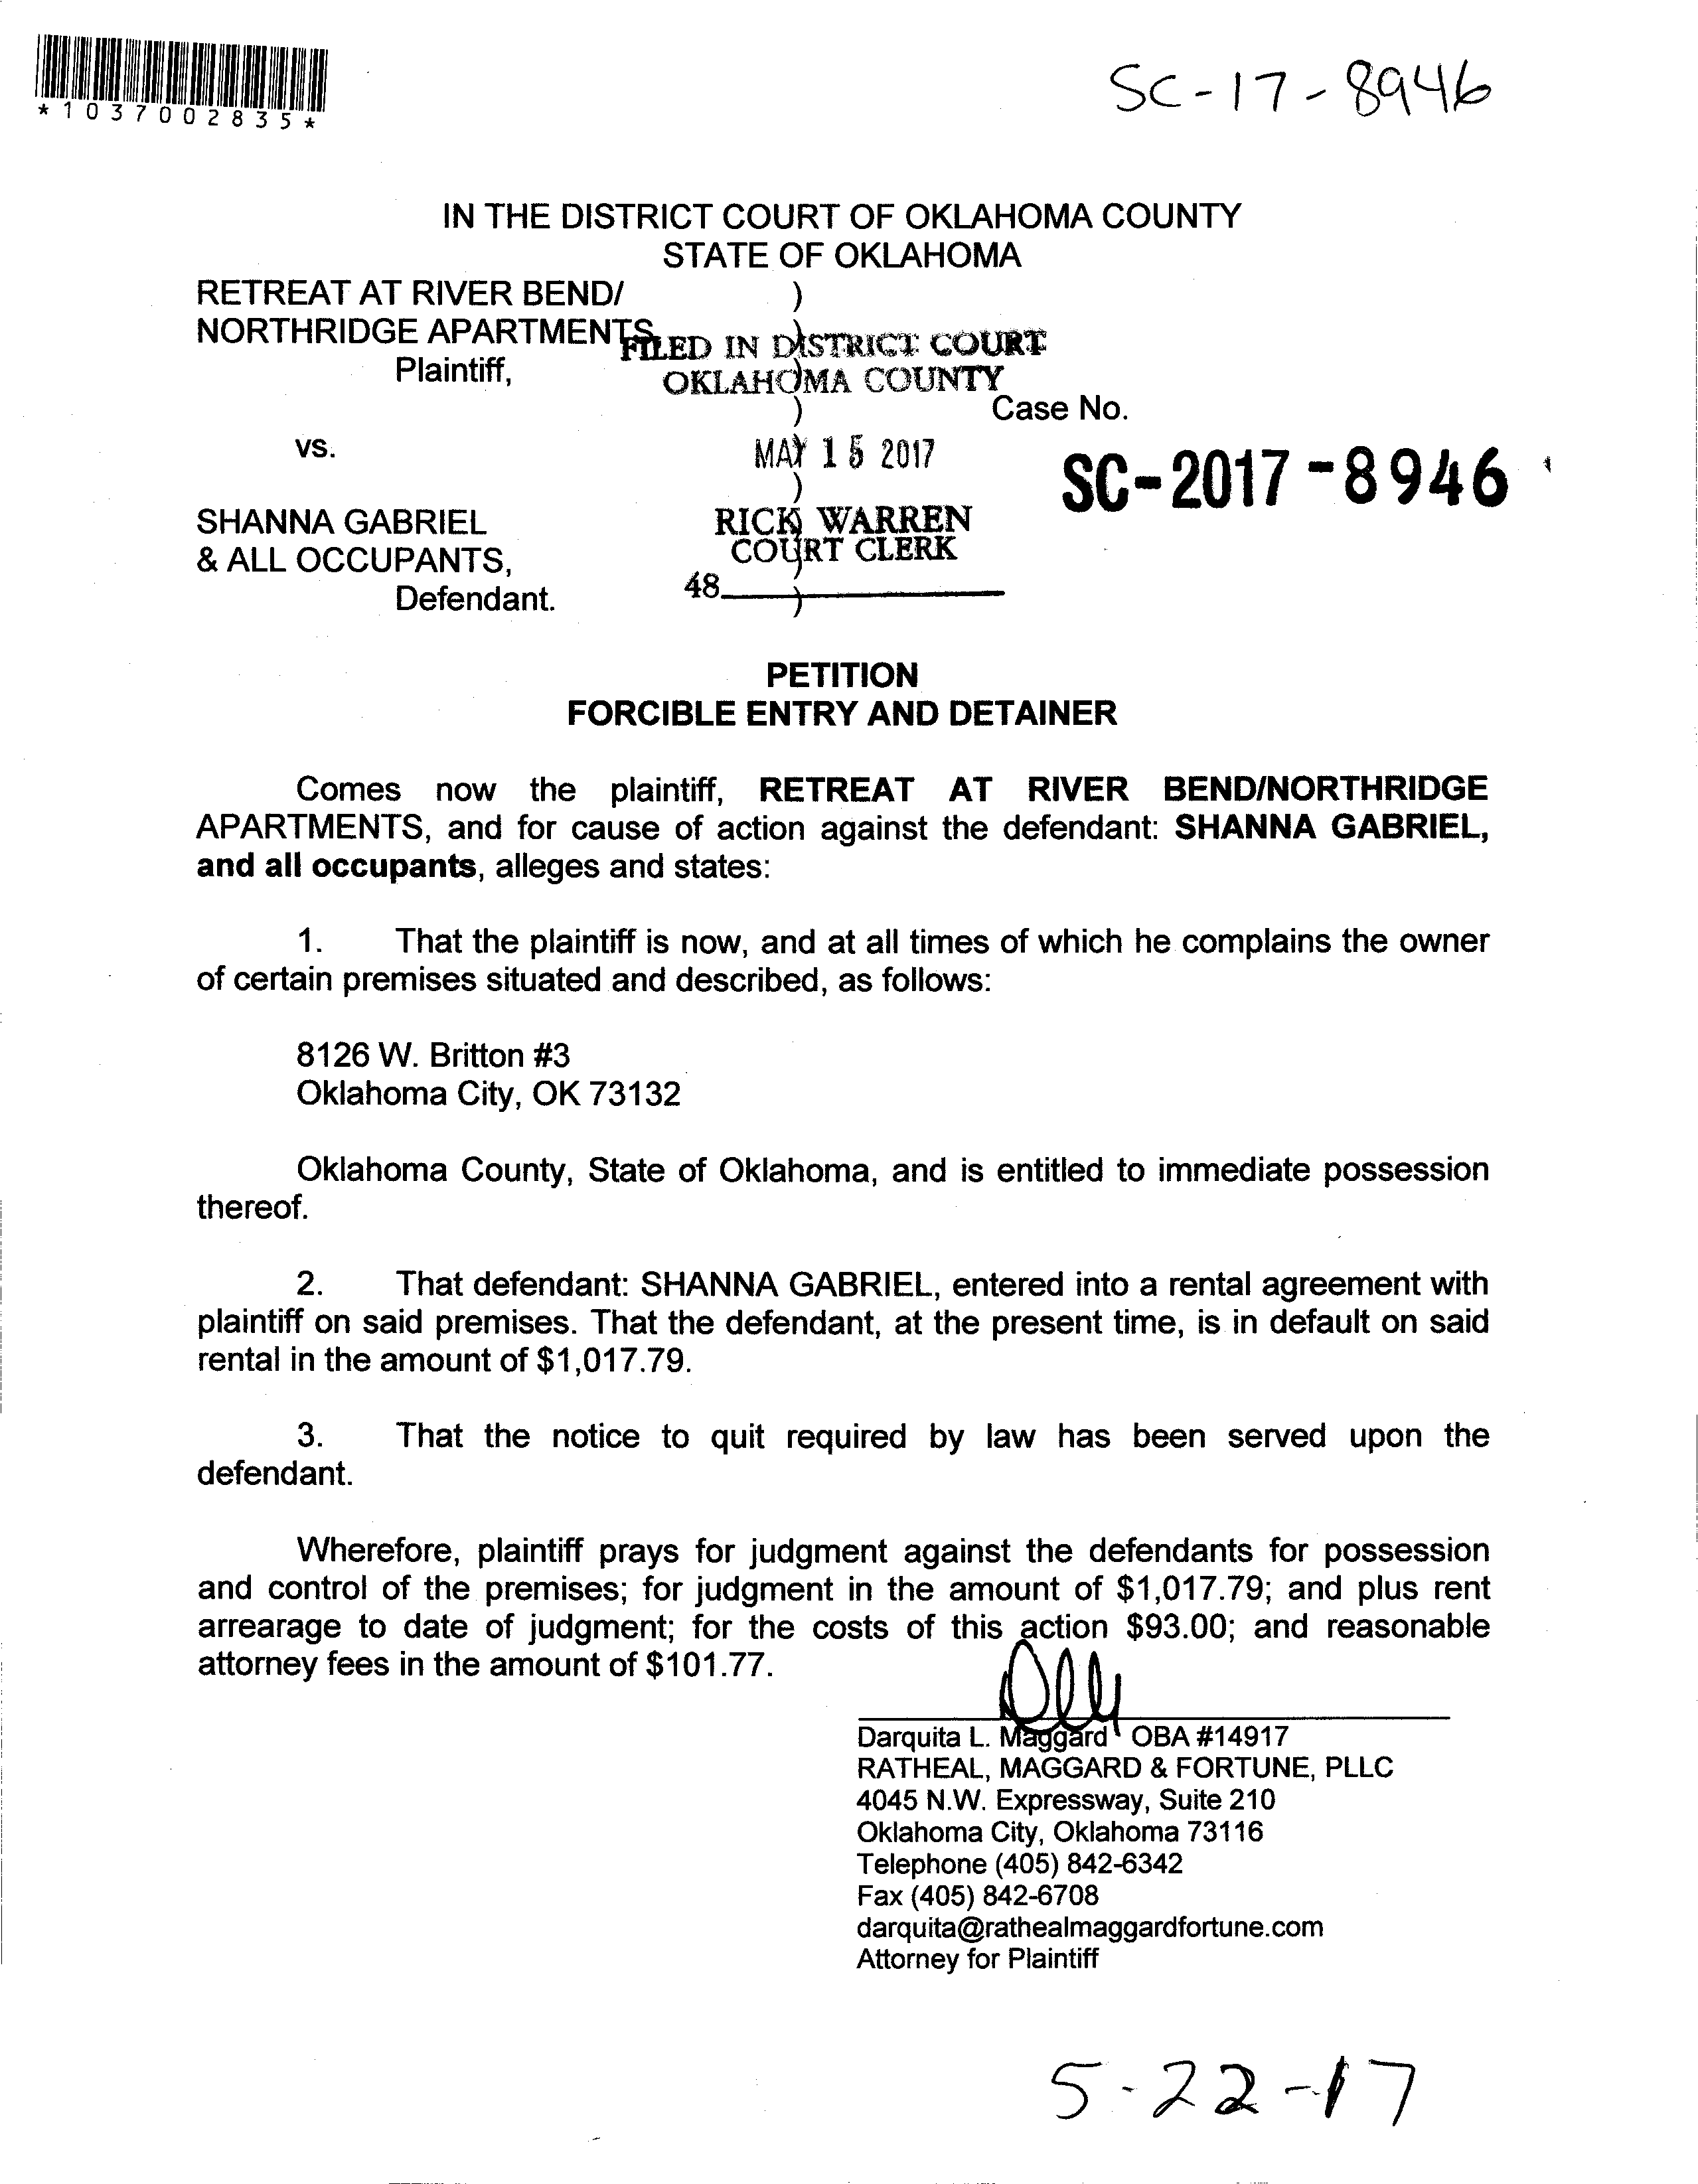 *1037002835*
SC-17-8946
IN THE DISTRICT COURT OF OKLAHOMA COUNTY
STATE OF OKLAHOMA
RETREAT AT RIVER BEND/ )
NORTHRIDGE APARTMENTS )
Plaintiff, )
FILED IN DISTRICT COURT
OKLAHOMA COUNTY
) Case No.
vs. )
MAY 15 2017
SC-2017-8946
)
SHANNA GABRIEL )
RICK WARREN
COURT CLERK
& ALL OCCUPANTS, )
48
Defendant. )
PETITION
FORCIBLE ENTRY AND DETAINER
Comes now the plaintiff, RETREAT AT RIVER BEND/NORTHRIDGE
APARTMENTS, and for cause of action against the defendant: SHANNA GABRIEL,
and all occupants, alleges and states:
1. That the plaintiff is now, and at all times of which he complains the owner
of certain premises situated and described, as follows:
8126 W. Britton #3
Oklahoma City, OK 73132
Oklahoma County, State of Oklahoma, and is entitled to immediate possession
thereof.
2. That defendant: SHANNA GABRIEL, entered into a rental agreement with
plaintiff on said premises. That the defendant, at the present time, is in default on said
rental in the amount of $1,017.79.
3. That the notice to quit required by law has been served upon the
defendant.
Wherefore, plaintiff prays for judgment against the defendants for possession
and control of the premises; for judgment in the amount of $1,017.79; and plus rent
arrearage to date of judgment; for the costs of this action $93.00; and reasonable
attorney fees in the amount of $101.77.
Darquita L. Maggard OBA #14917
RATHEAL, MAGGARD & FORTUNE, PLLC
4045 N.W. Expressway, Suite 210
Oklahoma City, Oklahoma 73116
Telephone (405) 842-6342
Fax (405) 842-6708
darquita@rathealmaggardfortune.com
Attorney for Plaintiff
5-22-17